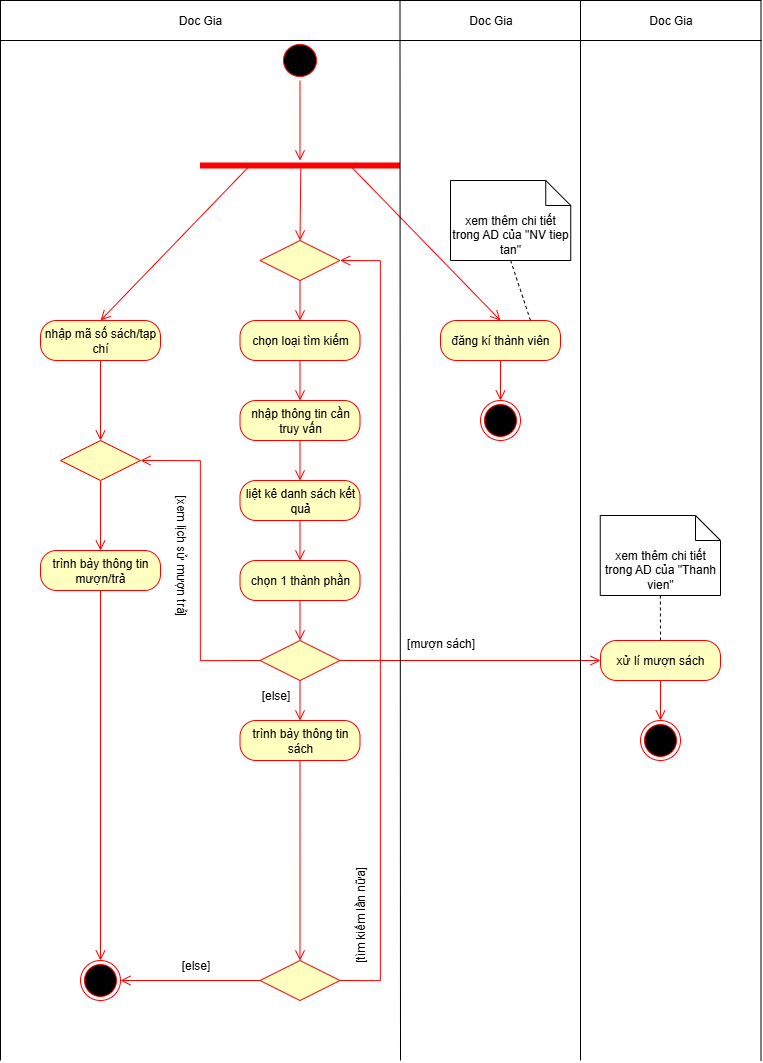 Doc Gia
Doc Gia
Doc Gia
xem thêm chi tiết
trong AD của "NV tiep
tan"
nhập mã số sách/tạp
chí
chọn loại tìm kiếm
đăng kí thành viên
nhập thông tin cần
truy vấn
[xem lịch sử mượn trả]
liệt kê danh sách kết
quả
trình bảy thông tin
mượn/trả
chọn 1 thành phần
xem thêm chi tiết
trong AD của "Thanh
vien"
[mượn sách]
xử lí mượn sách
[else]
trình bảy thông tin
sách
[tìm kiếm lần nữa]
[else]